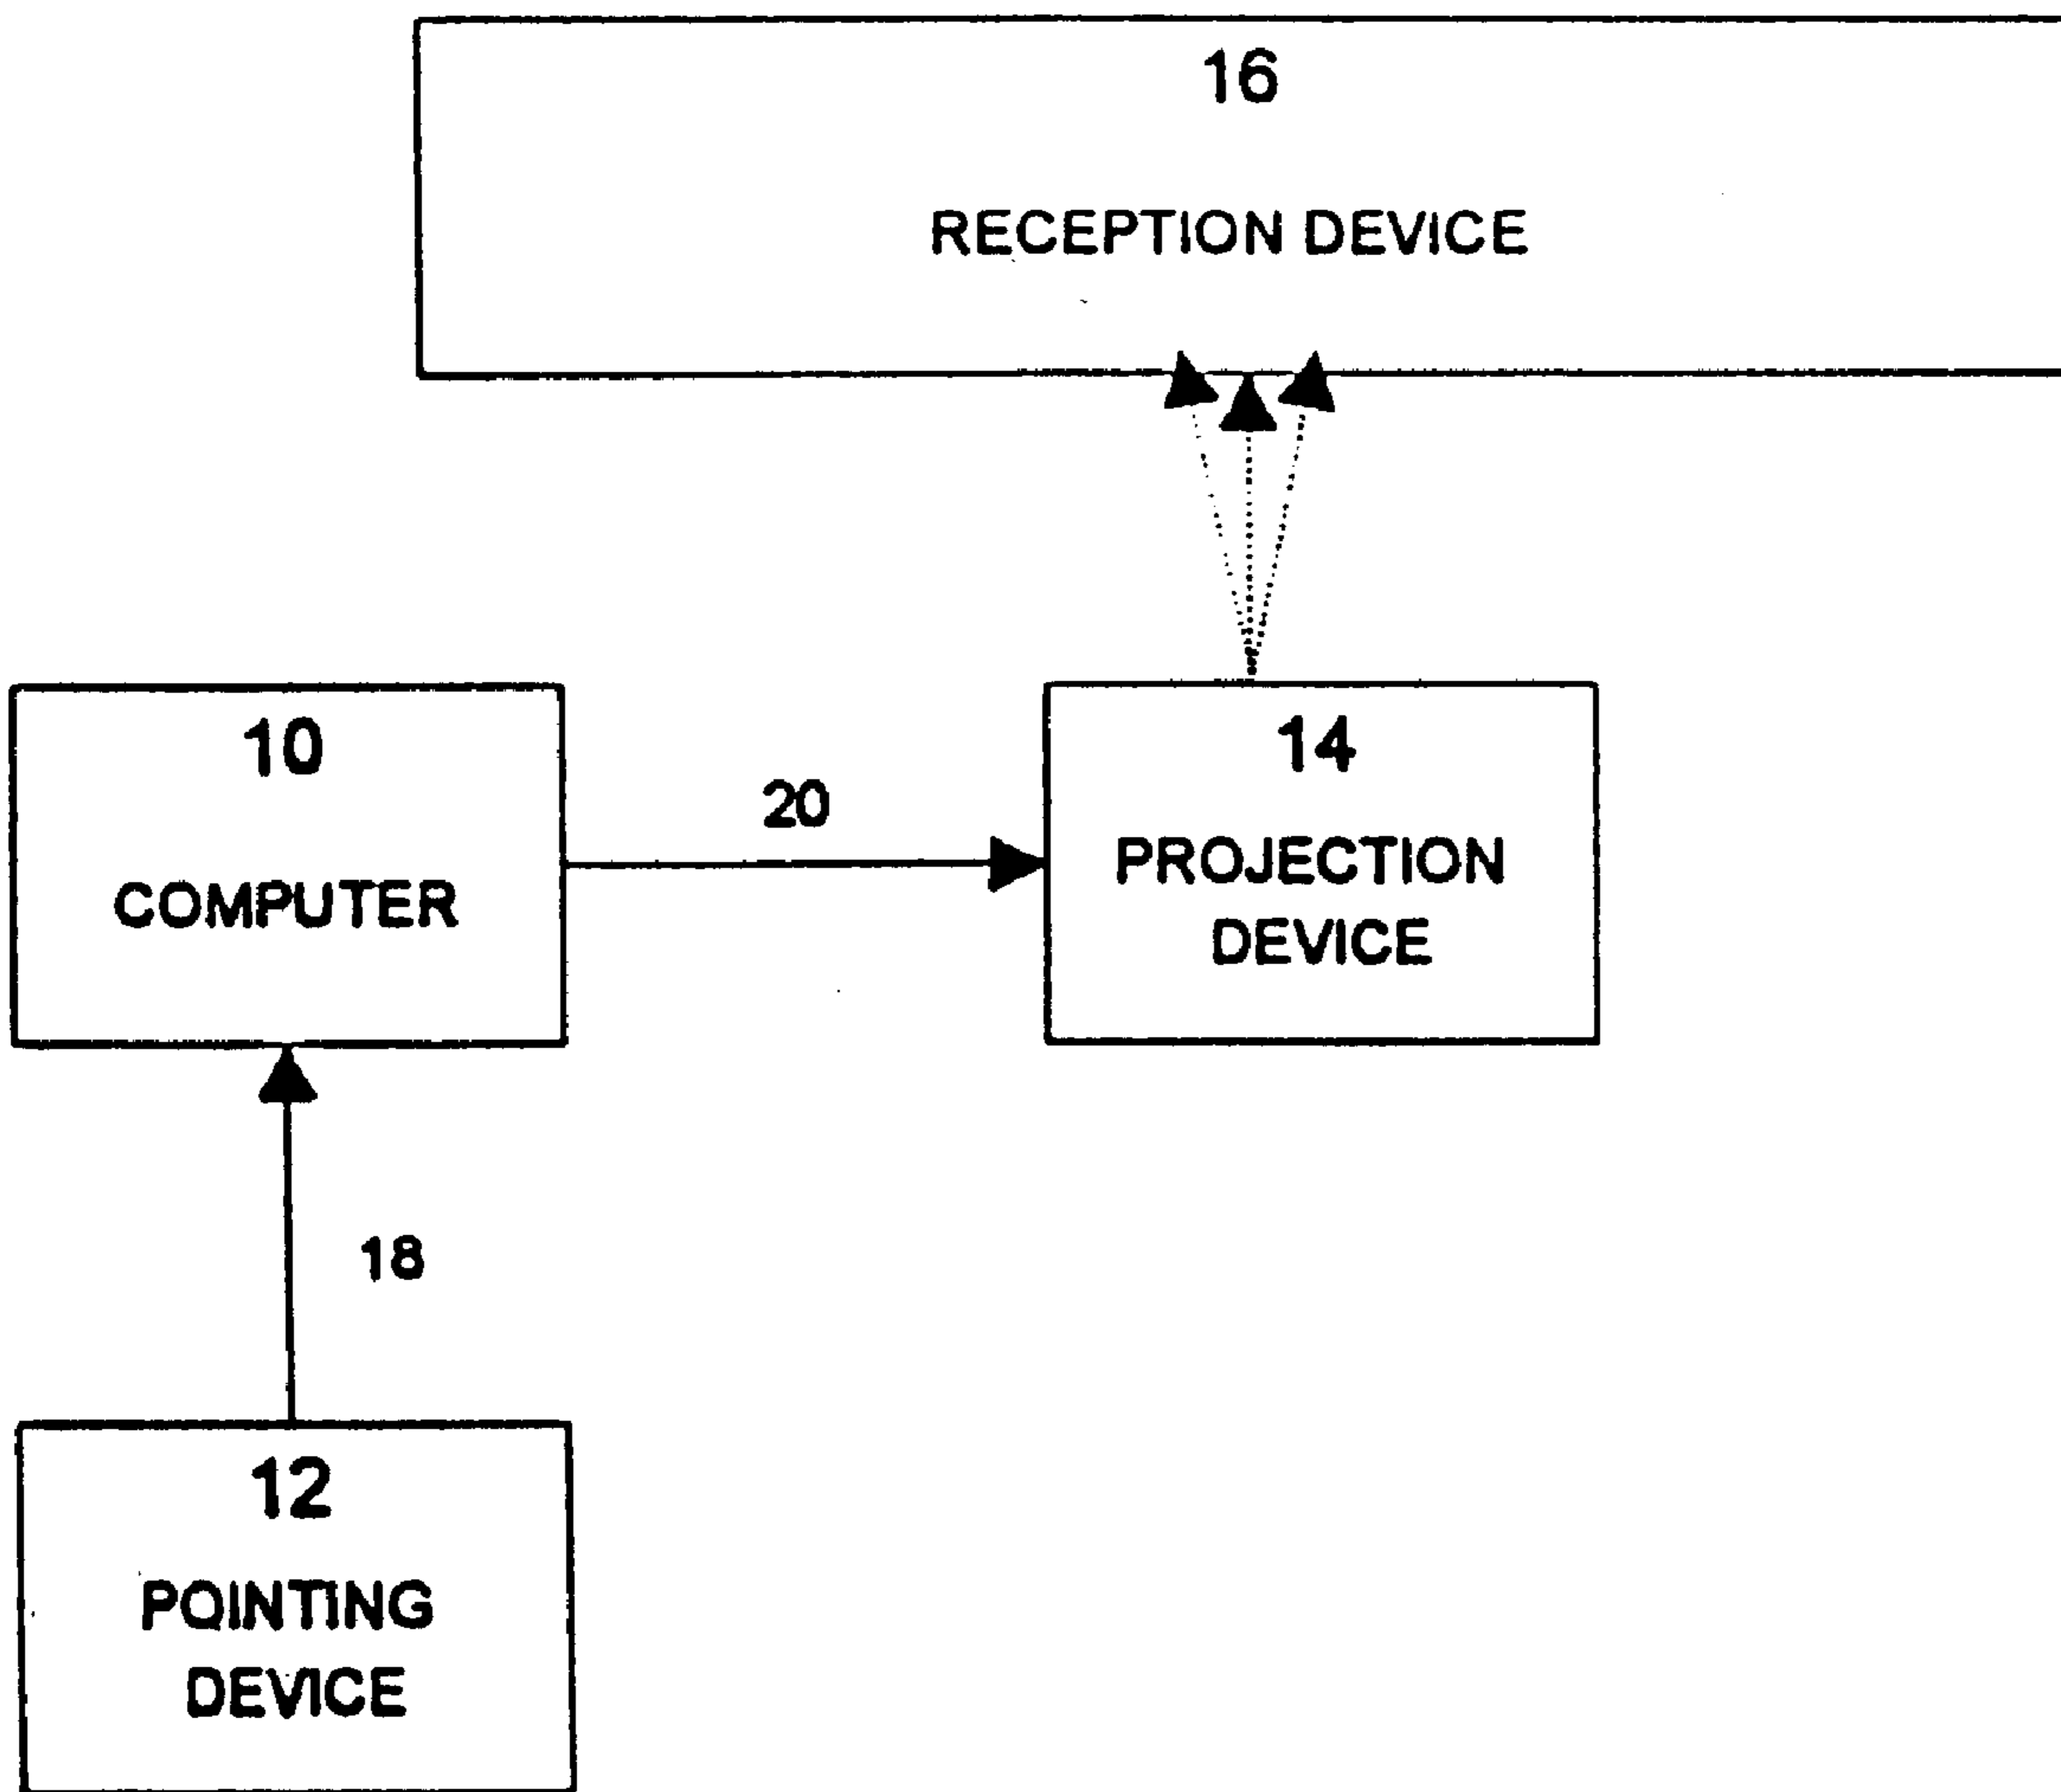 16
RECEPTION DEVICE
10
COMPUTER
20
14
PROJECTION
DEVICE
18
12
POINTING
DEVICE